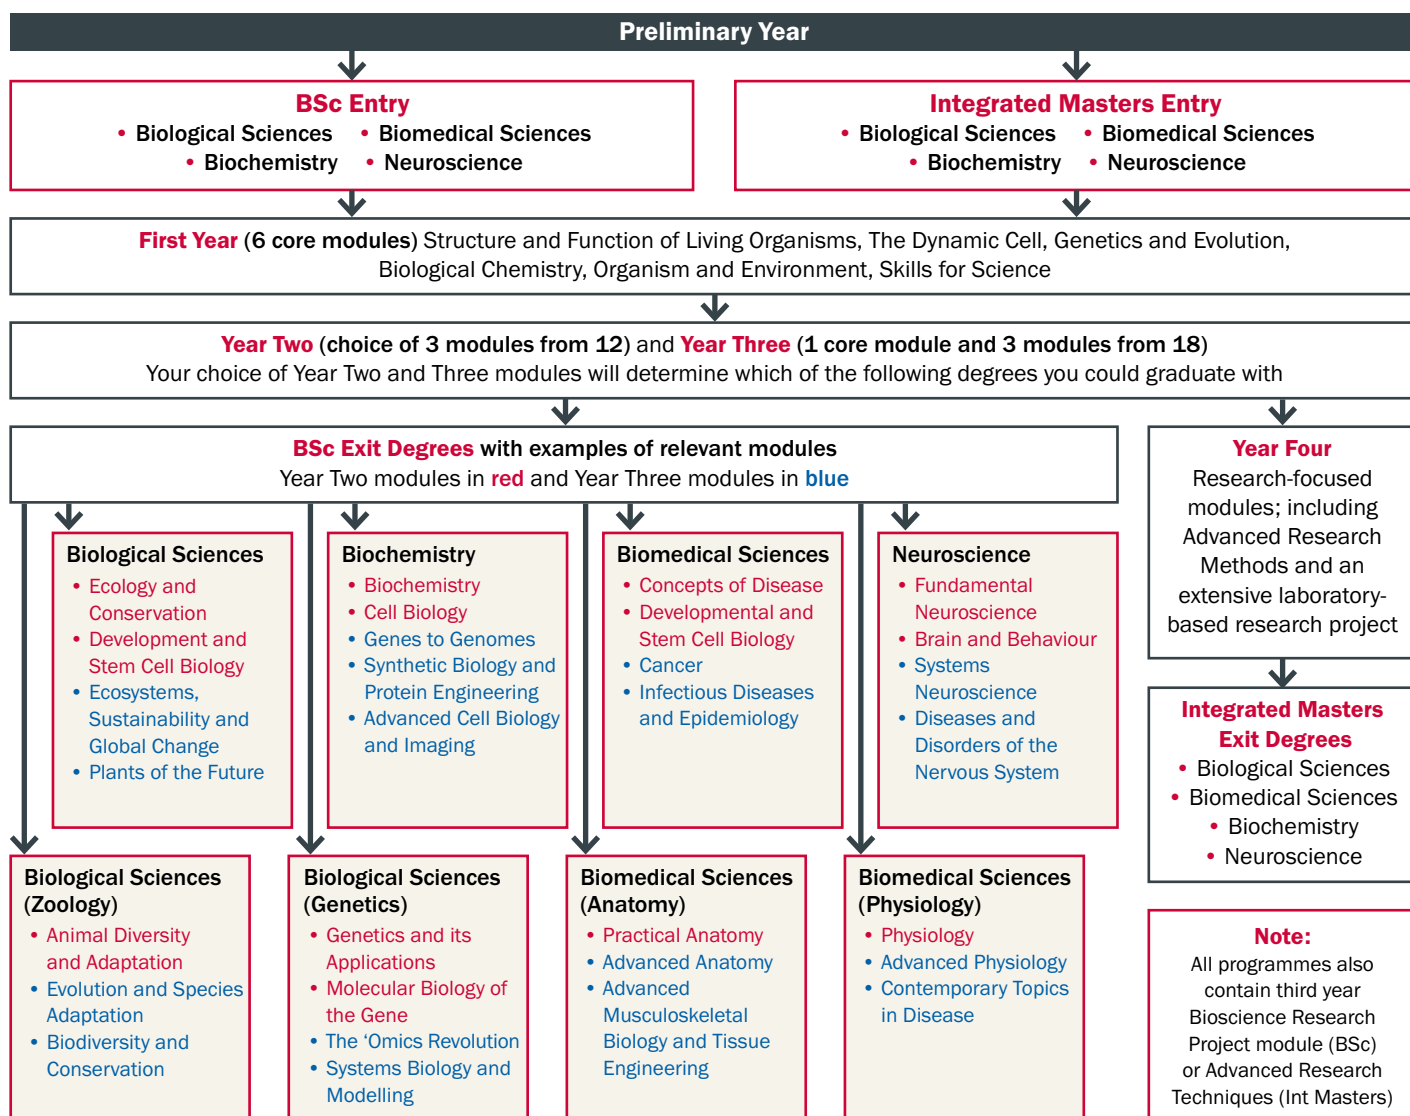 Preliminary Year
BSc Entry
• Biological Sciences • Biomedical Sciences
• Biochemistry • Neuroscience
Integrated Masters Entry
• Biological Sciences • Biomedical Sciences
• Biochemistry • Neuroscience
First Year (6 core modules) Structure and Function of Living Organisms, The Dynamic Cell, Genetics and Evolution,
Biological Chemistry, Organism and Environment, Skills for Science
Year Two (choice of 3 modules from 12) and Year Three (1 core module and 3 modules from 18)
Your choice of Year Two and Three modules will determine which of the following degrees you could graduate with
BSc Exit Degrees with examples of relevant modules
Year Two modules in red and Year Three modules in blue
Biological Sciences
• Ecology and
Conservation
• Development and
Stem Cell Biology
• Ecosystems,
Sustainability and
Global Change
• Plants of the Future
Biochemistry
• Biochemistry
• Cell Biology
• Genes to Genomes
• Synthetic Biology and
Protein Engineering
• Advanced Cell Biology
and Imaging
Biomedical Sciences
• Concepts of Disease
• Developmental and
Stem Cell Biology
• Cancer
• Infectious Diseases
and Epidemiology
Neuroscience
• Fundamental
Neuroscience
• Brain and Behaviour
• Systems
Neuroscience
• Diseases and
Disorders of the
Nervous System
Biological Sciences
(Zoology)
• Animal Diversity
and Adaptation
• Evolution and Species
Adaptation
• Biodiversity and
Conservation
Biological Sciences
(Genetics)
• Genetics and its
Applications
• Molecular Biology of
the Gene
• The ‘Omics Revolution
• Systems Biology and
Modelling
Biomedical Sciences
(Anatomy)
• Practical Anatomy
• Advanced Anatomy
• Advanced
Musculoskeletal
Biology and Tissue
Engineering
Biomedical Sciences
(Physiology)
• Physiology
• Advanced Physiology
• Contemporary Topics
in Disease
Year Four
Research-focused
modules; including
Advanced Research
Methods and an
extensive laboratory-
based research project
Integrated Masters
Exit Degrees
• Biological Sciences
• Biomedical Sciences
• Biochemistry
• Neuroscience
Note:
All programmes also
contain third year
Bioscience Research
Project module (BSc)
or Advanced Research
Techniques (Int Masters)